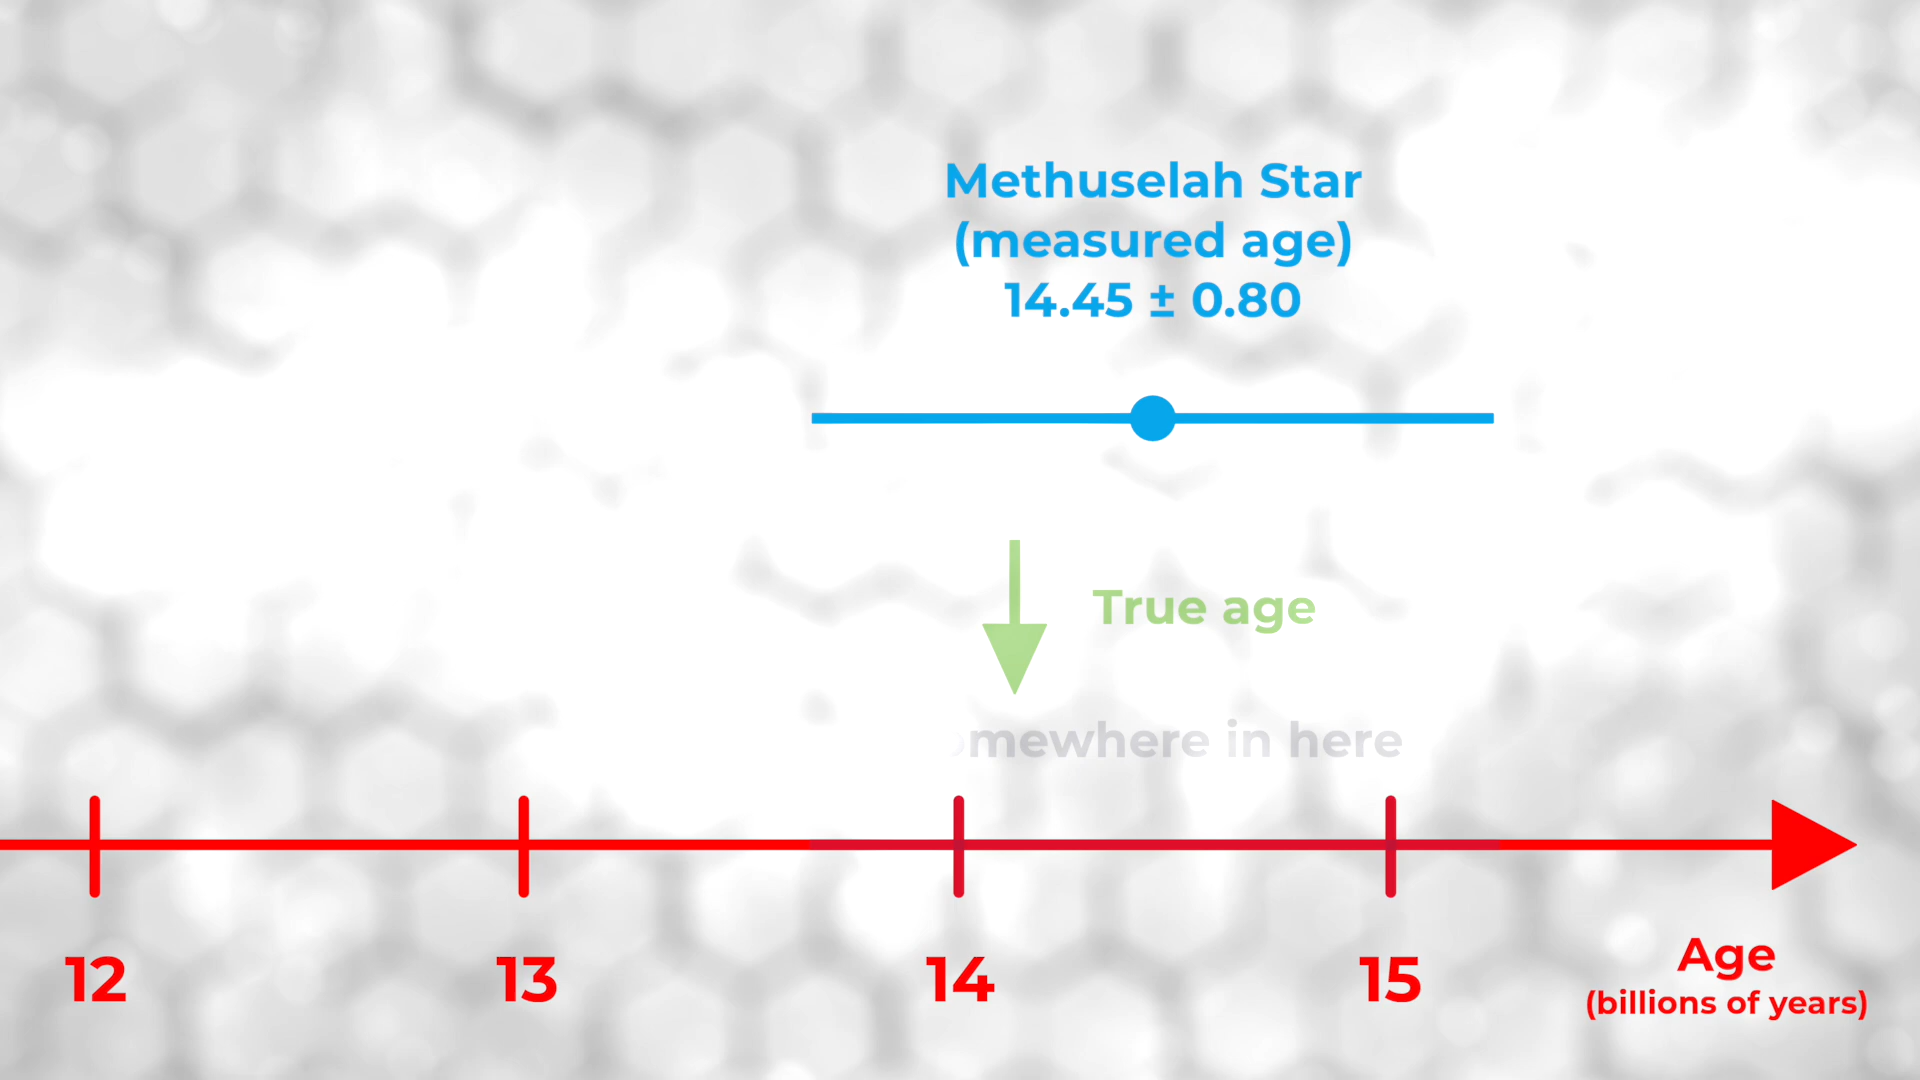 Methuselah Star
(measured age)
14.45 ± 0.80
True age
in here
12
13
14
15
Age
(billions of years)